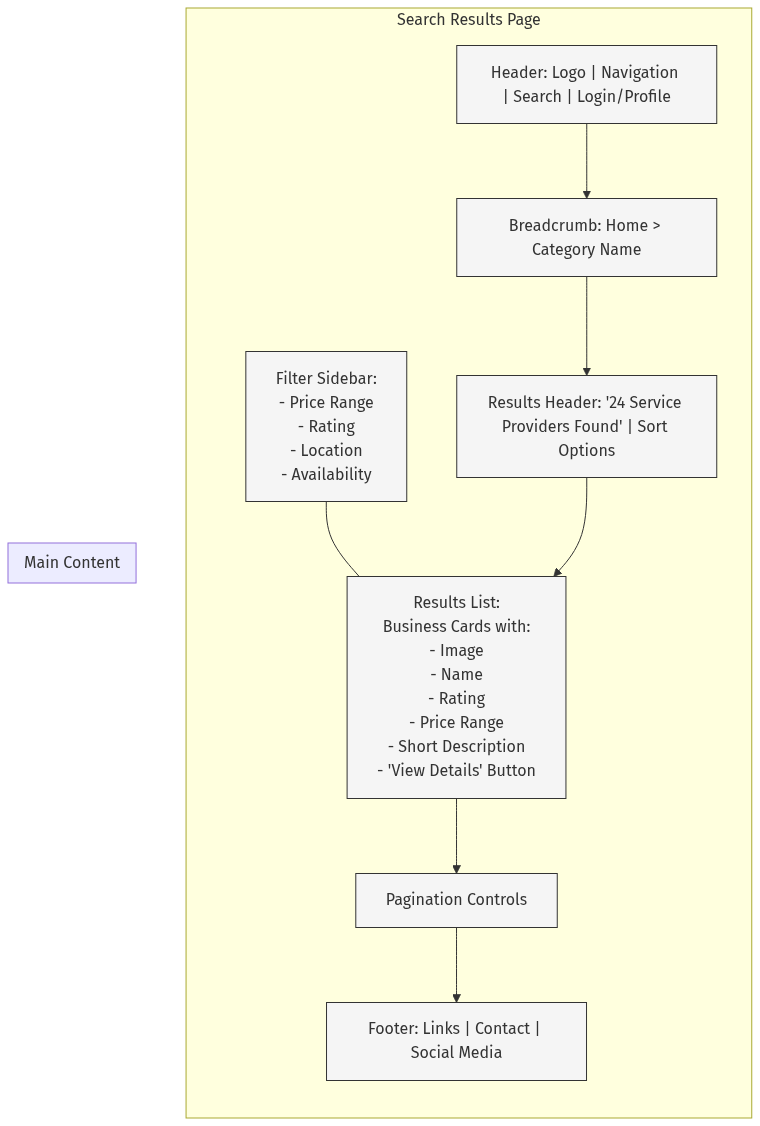 Search Results Page
Header: Logo | Navigation
| Search | Login/Profile
Breadcrumb: Home >
Category Name
Filter Sidebar:
- Price Range
- Rating
- Location
- Availability
Results Header: '24 Service
Providers Found' | Sort
Options
Main Content
Results List:
Business Cards with:
- Image
- Name
- Rating
- Price Range
- Short Description
- 'View Details' Button
Pagination Controls
Footer: Links | Contact |
Social Media